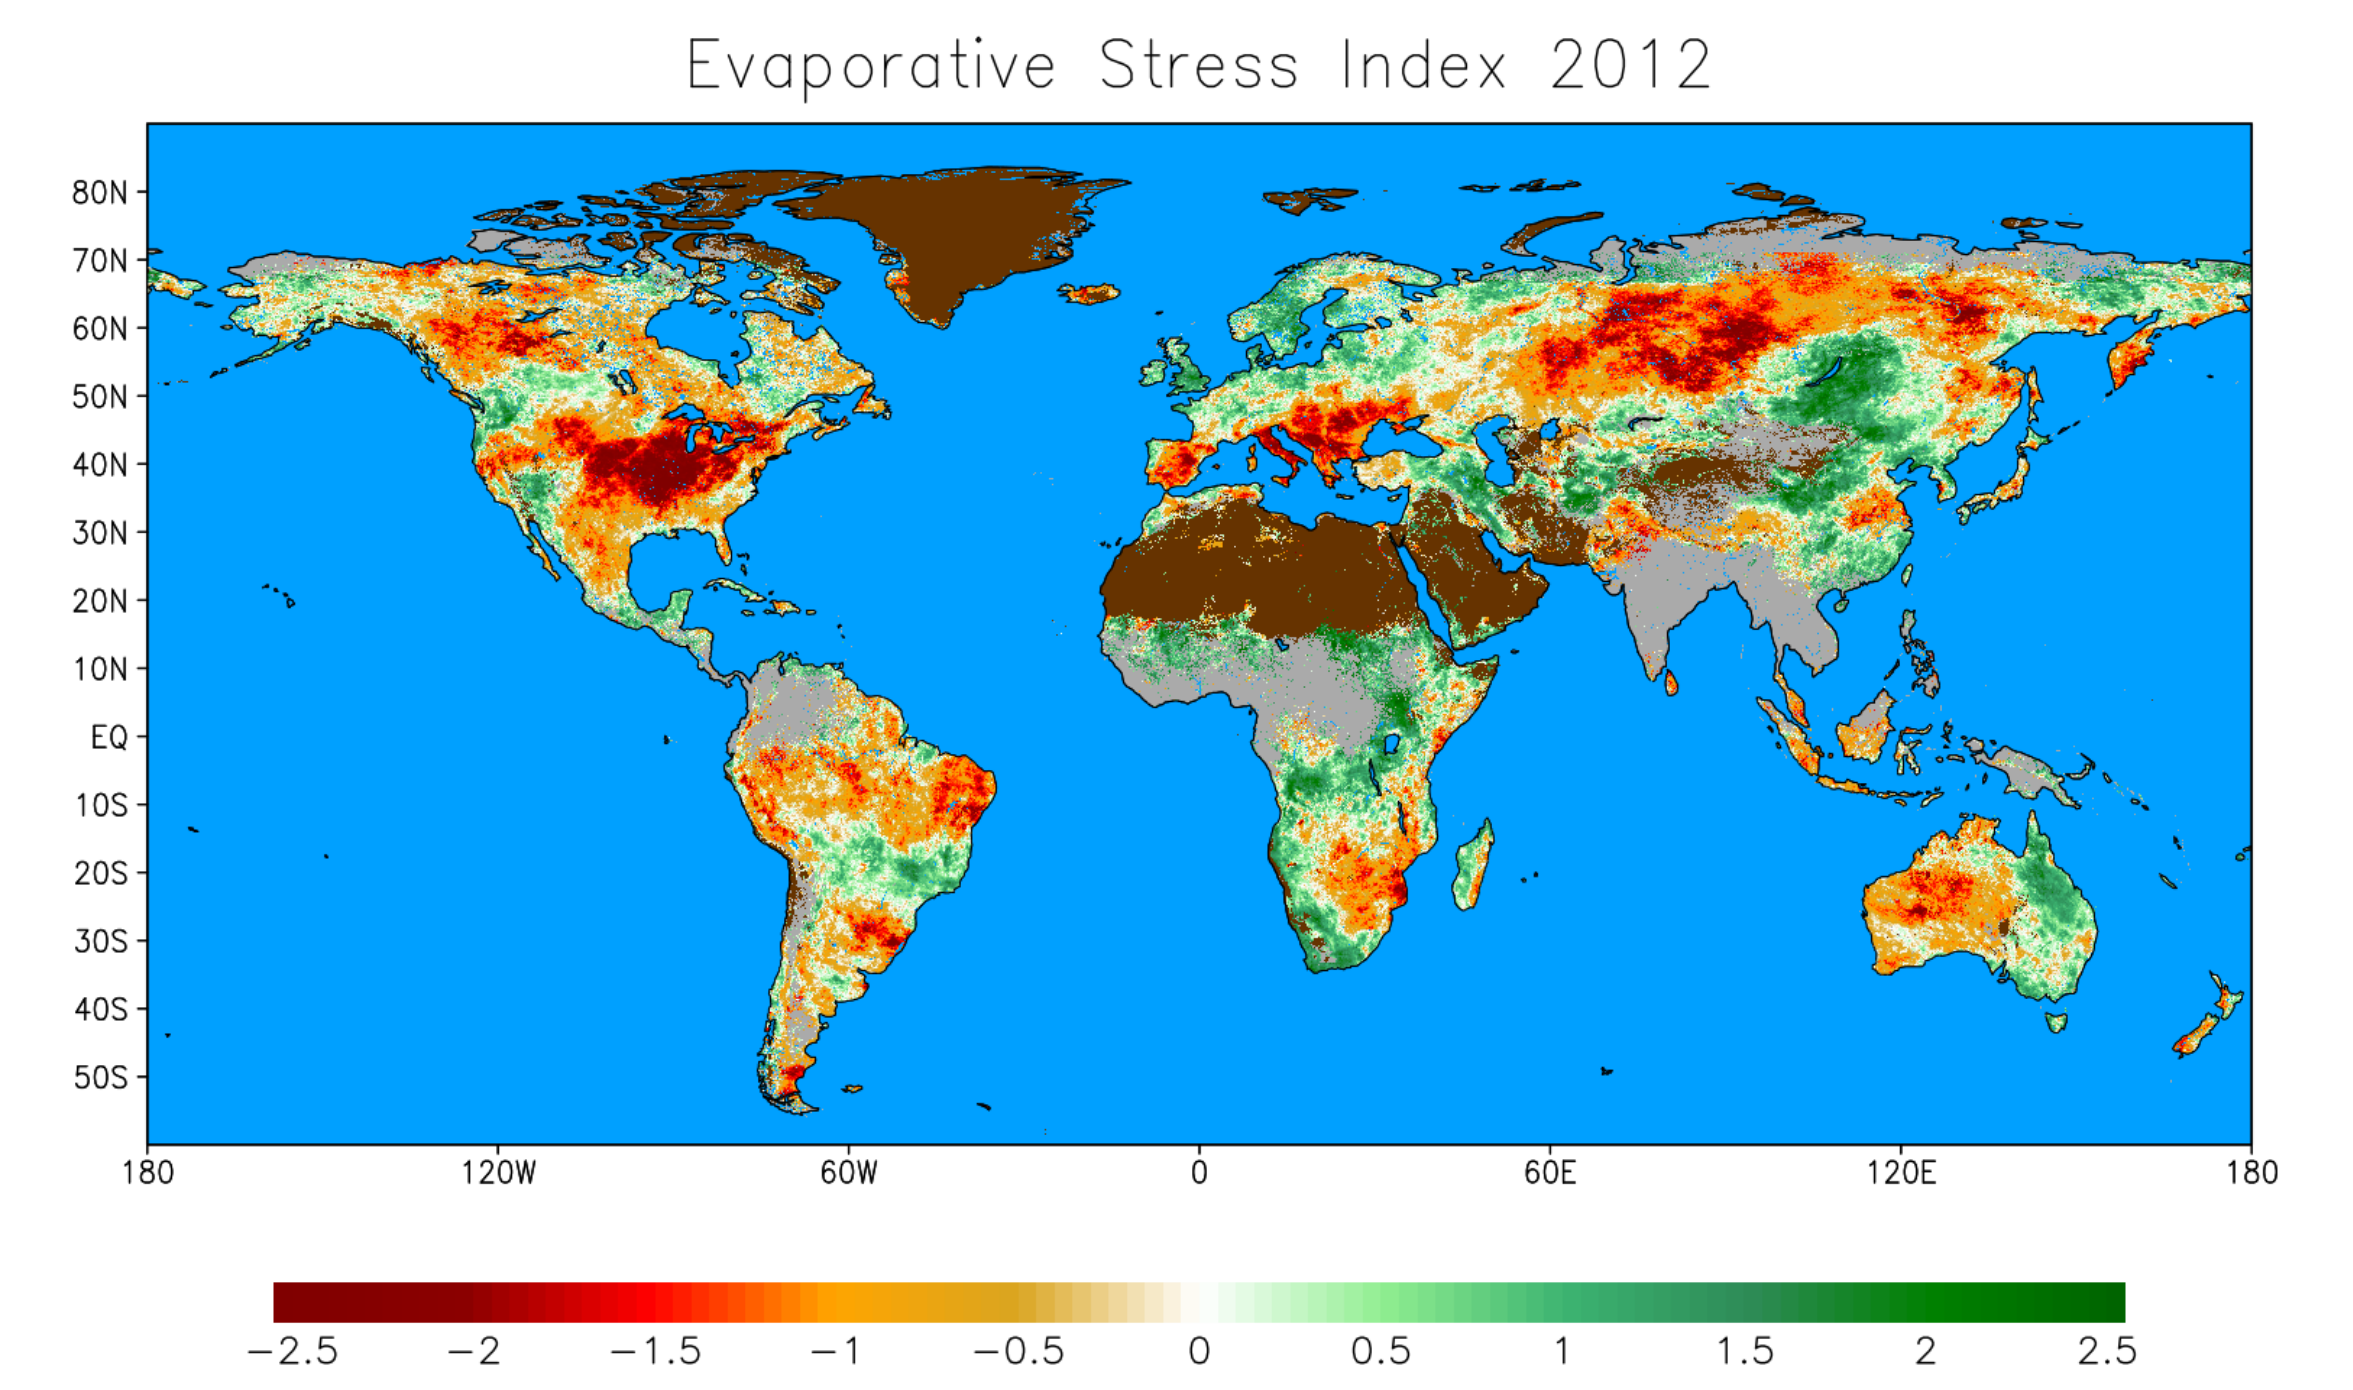 Evaporative Stress Index 2012
80N
70N
60N
50N
40N
30N
20N
10N
EQ
10S
20S
30S
40S
50S
180 120W 60W 0 60E 120E 180
−2.5 −2 −1.5 −1 −0.5 0 0.5 1 1.5 2 2.5